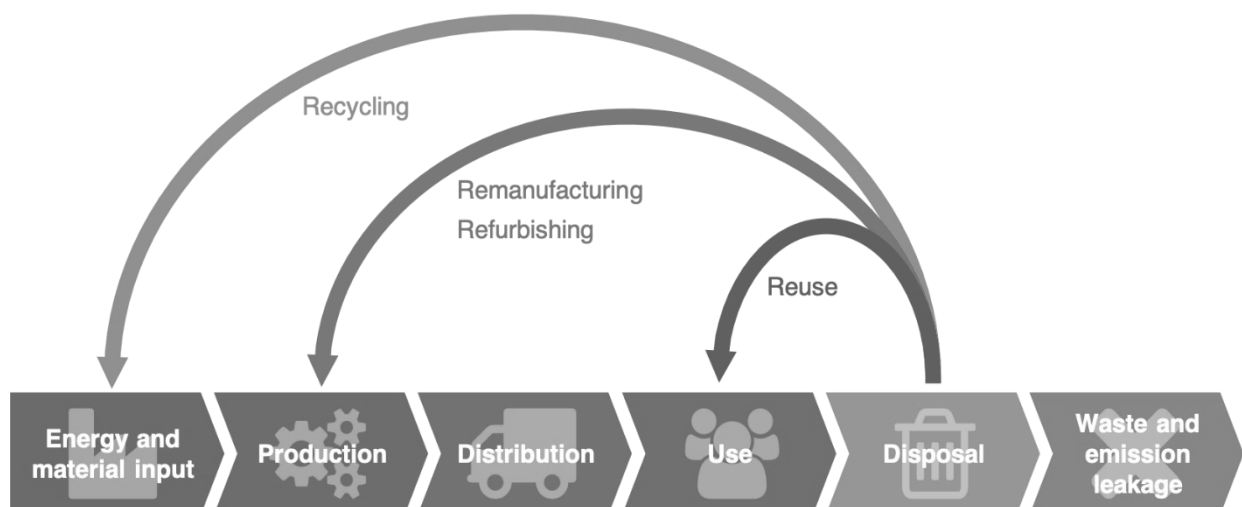 Recycling
Remanufacturing
Refurbishing
Reuse
Energy and
material input
Production
Distribution
Use
Disposal
Waste and
emission
leakage